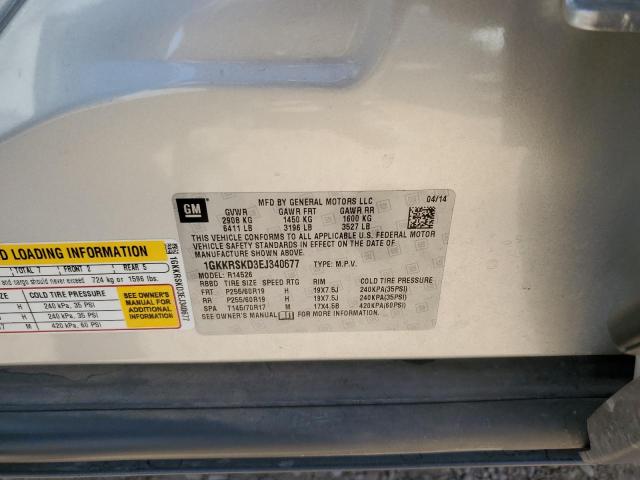 GM
MFD BY GENERAL MOTORS LLC
04/14
GVWR GAWR FRT GAWR RR
2908 KG 1450 KG 1600 KG
6411 LB 3196 LB 3527 LB
THIS VEHICLE CONFORMS TO ALL APPLICABLE U.S. FEDERAL MOTOR
VEHICLE SAFETY STANDARDS IN EFFECT ON THE DATE OF
MANUFACTURE SHOWN ABOVE.
1GKKRSKD3EJ340677 TYPE: M.P.V.
MODEL: R14526
RBBD TIRE SIZE SPEED RTG RIM COLD TIRE PRESSURE
FRT P255/60R19 H 19X7.5J 240KPA(35PSI)
RR P255/60R19 H 19X7.5J 240KPA(35PSI)
SPA T145/70R17 M 17X4.5B 420KPA(60PSI)
SEE OWNER'S MANUAL FOR MORE INFORMATION.
D LOADING INFORMATION
TOTAL 7 FRONT 2 REAR 5
and cargo should never exceed 724 kg or 1596 lbs.
COLD TIRE PRESSURE
H 240 kPa, 35 PSI
H 240 kPa, 35 PSI
M 420 kPa, 60 PSI
SEE OWNER'S
MANUAL FOR
ADDITIONAL
INFORMATION
1GKKRSKD3EJ340677